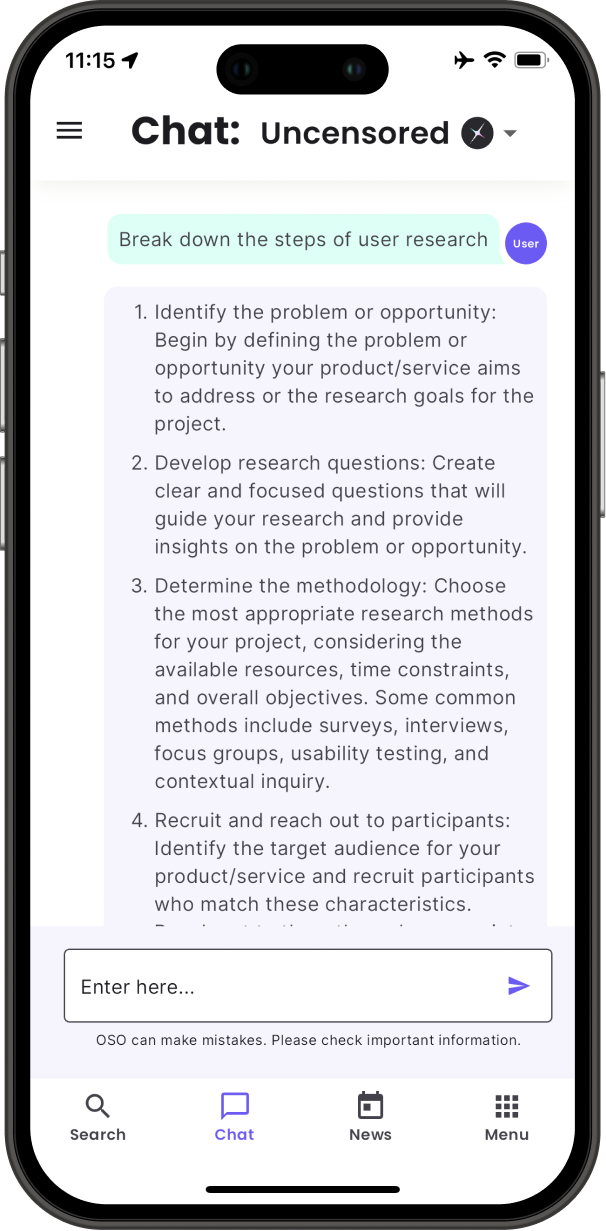 11:15
Chat: Uncensored
Break down the steps of user research
User
1. Identify the problem or opportunity:
Begin by defining the problem or
opportunity your product/service aims
to address or the research goals for the
project.
2. Develop research questions: Create
clear and focused questions that will
guide your research and provide
insights on the problem or opportunity.
3. Determine the methodology: Choose
the most appropriate research methods
for your project, considering the
available resources, time constraints,
and overall objectives. Some common
methods include surveys, interviews,
focus groups, usability testing, and
contextual inquiry.
4. Recruit and reach out to participants:
Identify the target audience for your
product/service and recruit participants
who match these characteristics.
Enter here...
OSO can make mistakes. Please check important information.
Search
Chat
News
Menu